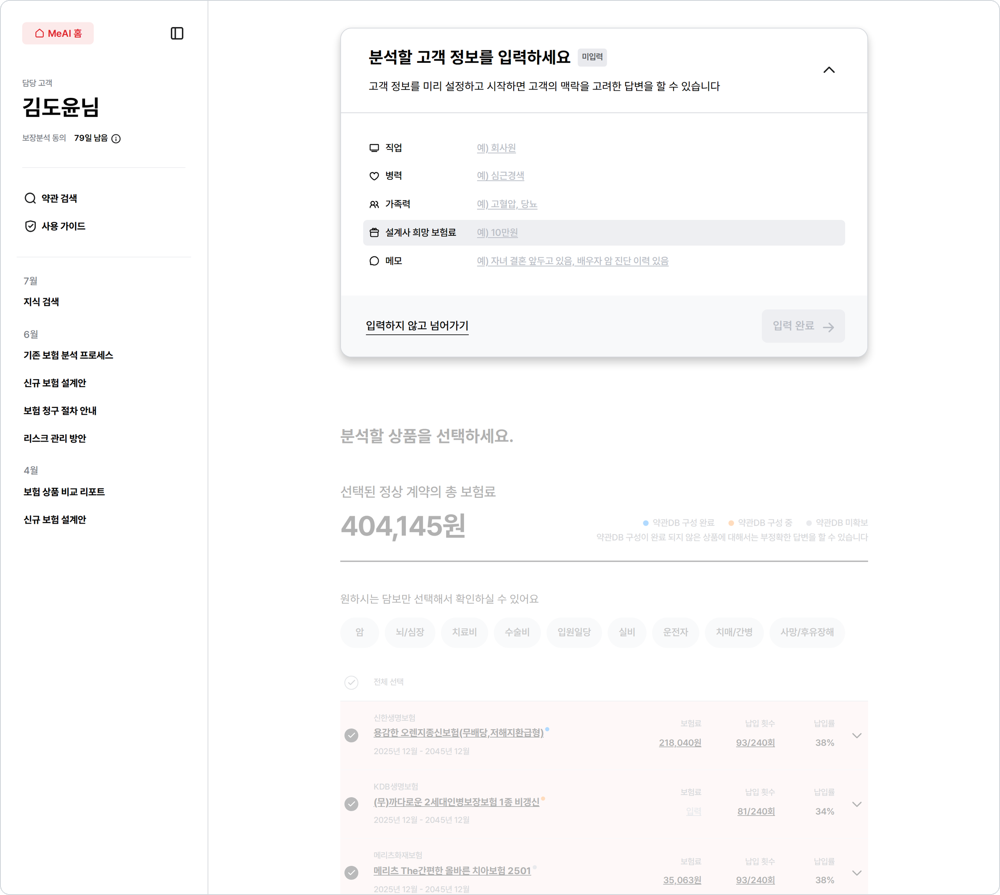 MeAI 홈
담당 고객
김도윤님
보장분석 동의 79일 남음
약관 검색
사용 가이드
7월
지식 검색
6월
기존 보험 분석 프로세스
신규 보험 설계안
보험 청구 절차 안내
리스크 관리 방안
4월
보험 상품 비교 리포트
신규 보험 설계안
분석할 고객 정보를 입력하세요 미입력
고객 정보를 미리 설정하고 시작하면 고객의 맥락을 고려한 답변을 할 수 있습니다
직업 예) 회사원
병력 예) 심근경색
가족력 예) 고혈압, 당뇨
설계사 희망 보험료 예) 10만원
메모 예) 자녀 결혼 앞두고 있음, 배우자 암 진단 이력 있음
입력하지 않고 넘어가기 입력 완료
분석할 상품을 선택하세요.
선택된 정상 계약의 총 보험료
404,145원
약관DB 구성 완료 약관DB 구성 중 약관DB 미확보
약관DB 구성이 완료 되지 않은 상품에 대해서는 부정확한 답변을 할 수 있습니다
원하시는 담보만 선택해서 확인하실 수 있어요
암 뇌/심장 치료비 수술비 입원일당 실비 운전자 치매/간병 사망/후유장해
전체 선택
신한생명보험
용감한 오렌지종신보험(무배당,저해지환급형)
2025년 12월 - 2045년 12월
보험료 납입 횟수 납입률
218,040원 93/240회 38%
KDB생명보험
(무)까다로운 2세대인병보장보험 1종 비갱신
2025년 12월 - 2045년 12월
보험료 납입 횟수 납입률
입력 81/240회 34%
메리츠화재보험
메리츠 The간편한 올바른 치아보험 2501
2025년 12월 - 2045년 12월
보험료 납입 횟수 납입률
35,063원 93/240회 38%